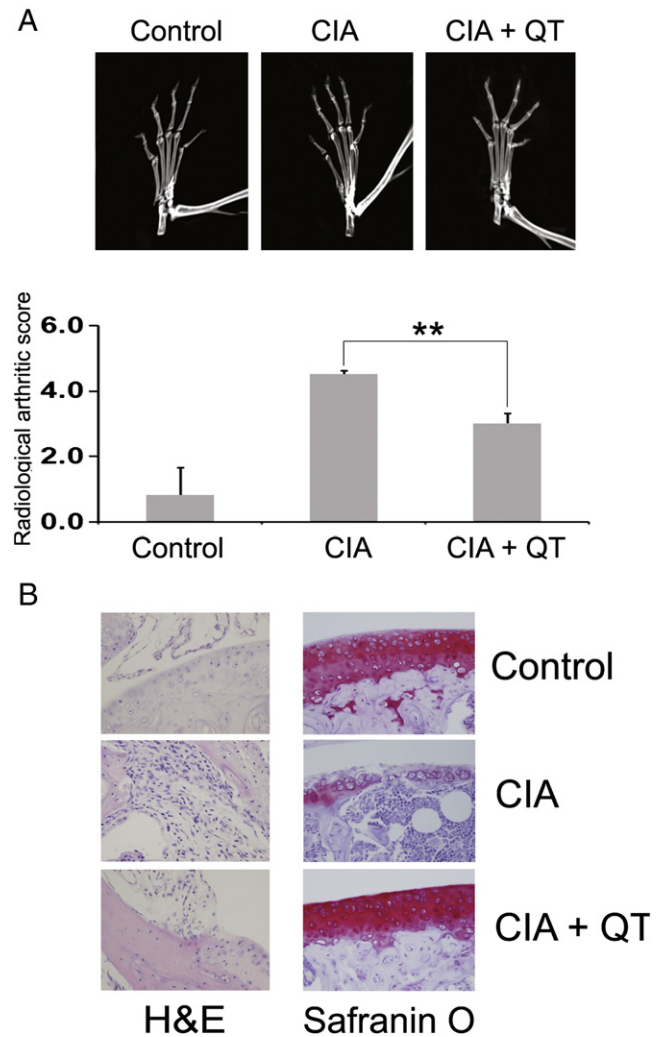 A
Control CIA CIA + QT
Radiological arthritic score
6.0
4.0
2.0
0.0
**
Control CIA CIA + QT
B
Control
CIA
CIA + QT
H&E Safranin O